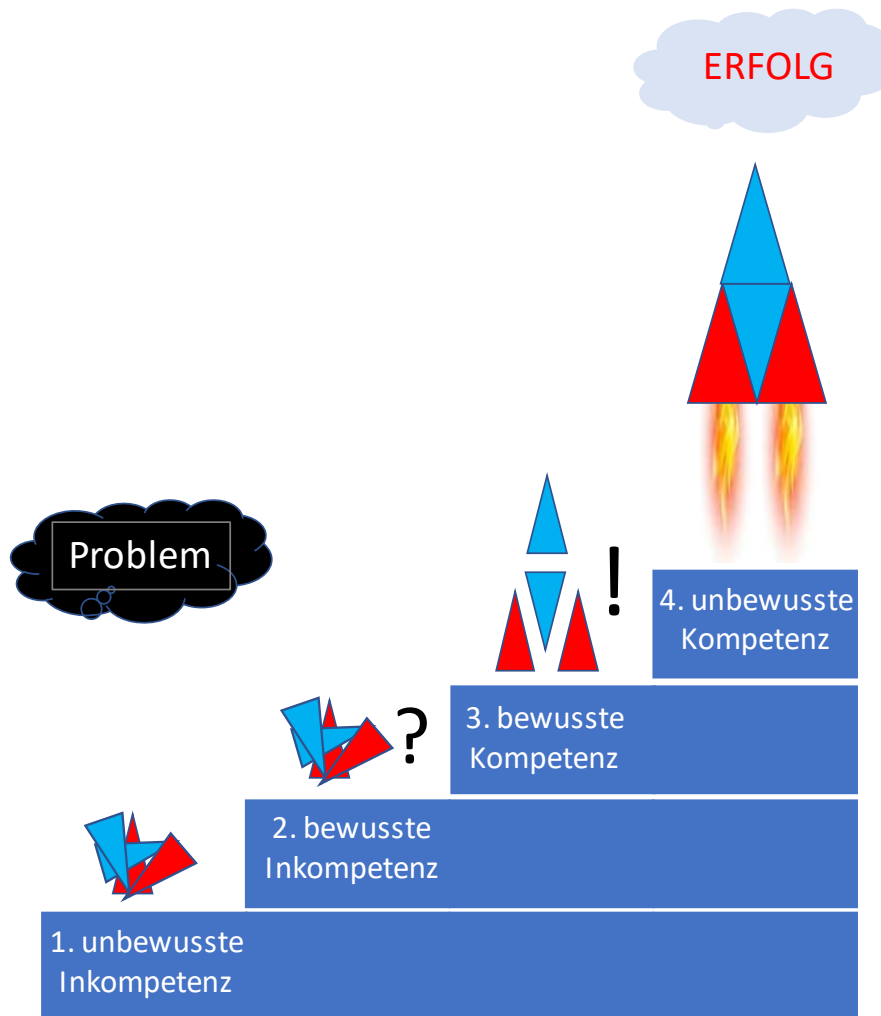 ERFOLG
Problem
!
4. unbewusste
Kompetenz
?
3. bewusste
Kompetenz
2. bewusste
Inkompetenz
1. unbewusste
Inkompetenz